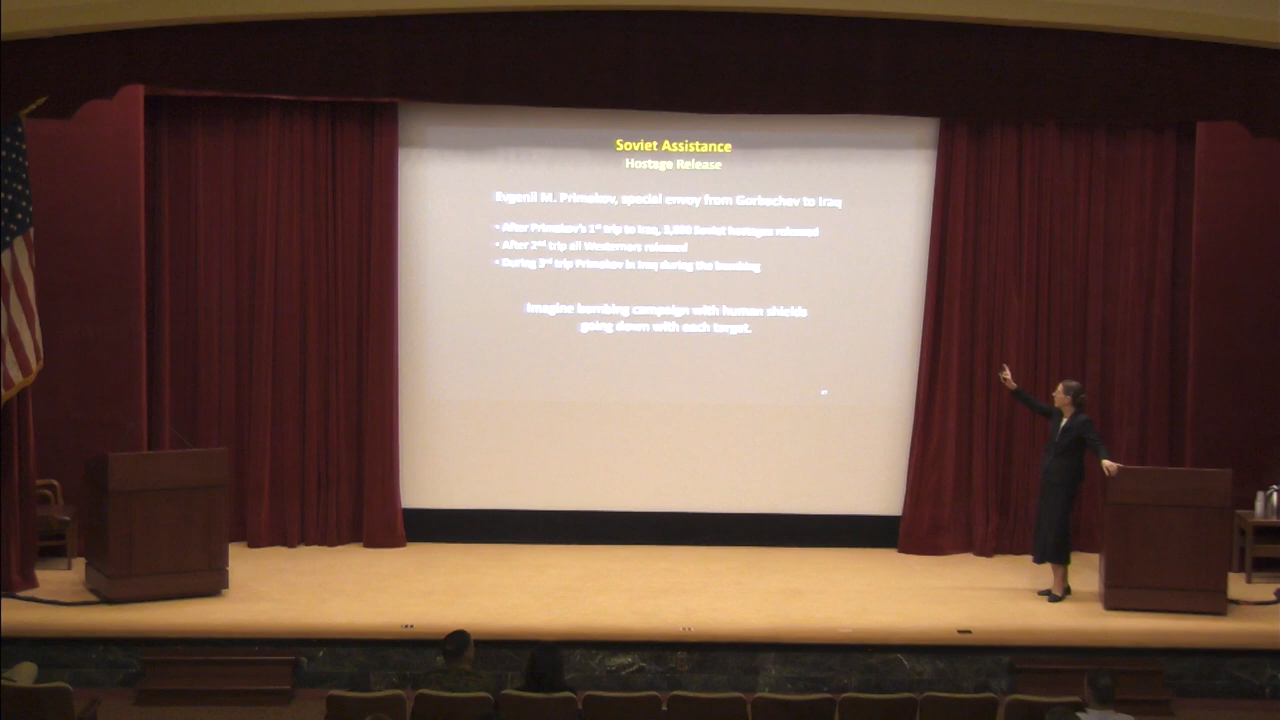 Soviet Assistance
Hostage Release
Evgenii M. Primakov, special envoy from Gorbachev to Iraq
• After Primakov's 1st trip to Iraq, Soviet hostages released
• After 2nd trip all Westerners released
• During 3rd trip Primakov in Iraq during the bombing
Imagine bombing campaign with human shields
going down with each target.